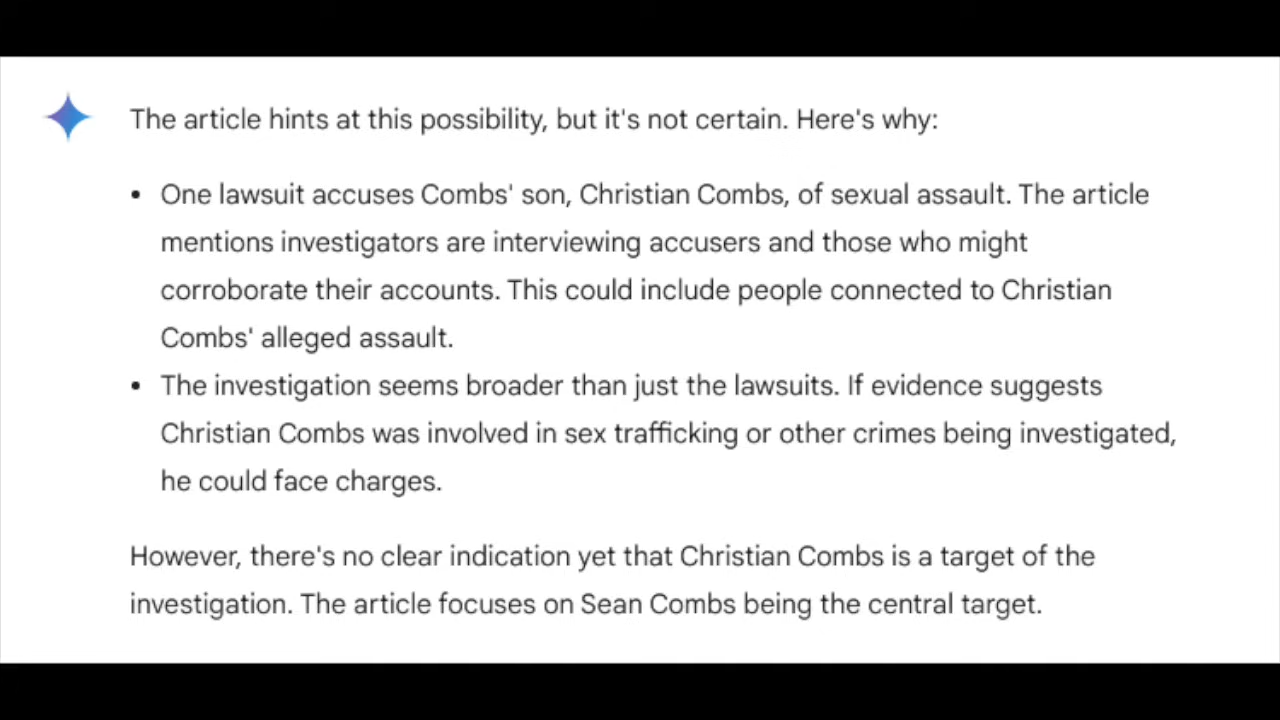 The article hints at this possibility, but it's not certain. Here's why:
• One lawsuit accuses Combs' son, Christian Combs, of sexual assault. The article
mentions investigators are interviewing accusers and those who might
corroborate their accounts. This could include people connected to Christian
Combs' alleged assault.
• The investigation seems broader than just the lawsuits. If evidence suggests
Christian Combs was involved in sex trafficking or other crimes being investigated,
he could face charges.
However, there's no clear indication yet that Christian Combs is a target of the
investigation. The article focuses on Sean Combs being the central target.